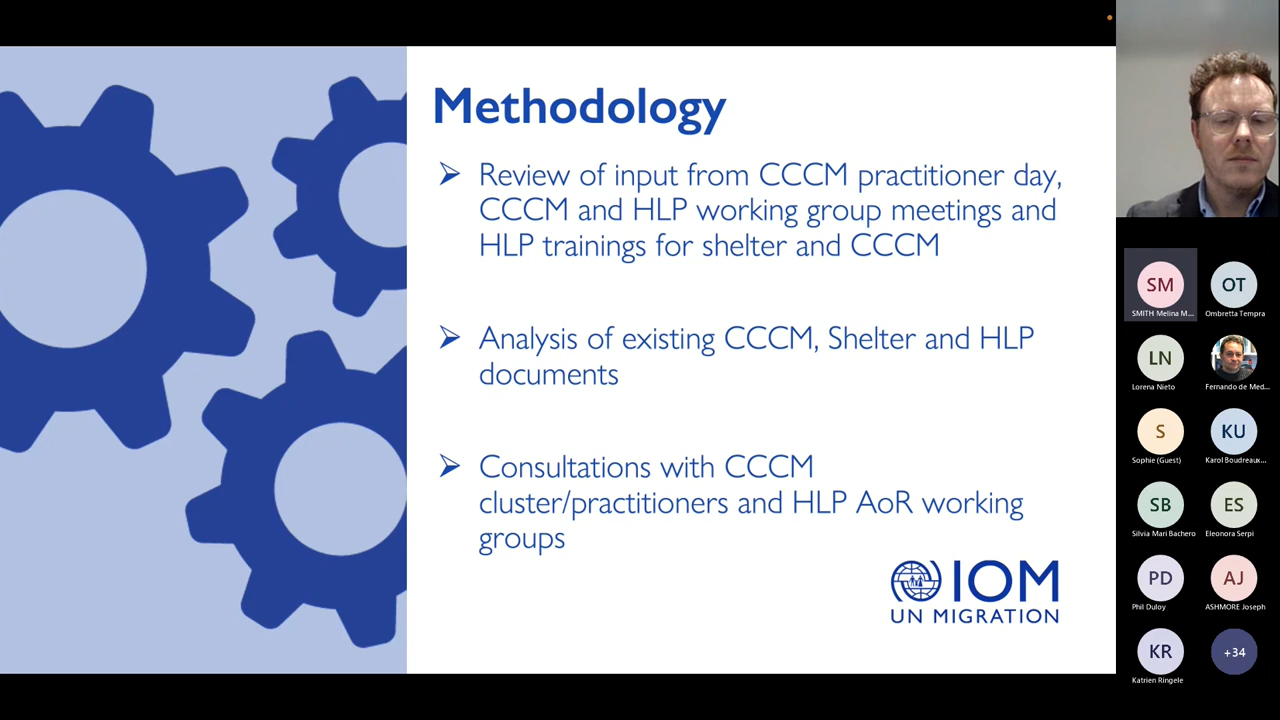 Methodology
Review of input from CCCM practitioner day,
CCCM and HLP working group meetings and
HLP trainings for shelter and CCCM
Analysis of existing CCCM, Shelter and HLP
documents
Consultations with CCCM
cluster/practitioners and HLP AoR working
groups
IOM
UN MIGRATION
SM
SMITH Melina M...
OT
Ombretta Tempra
LN
Lorena Nieto
Fernando de Med...
S
Sophie (Guest)
KU
Karol Boudreaux...
SB
Silvia Mari Bachero
ES
Eleonora Serpi
PD
Phil Duloy
AJ
ASHMORE Joseph
KR
Katrien Ringele
+34